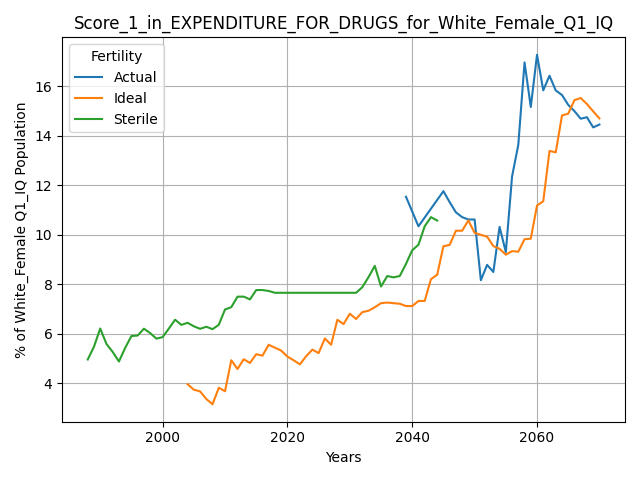 Score_1_in_EXPENDITURE_FOR_DRUGS_for_White_Female_Q1_IQ
Fertility
Actual
Ideal
Sterile
% of White_Female Q1_IQ Population
16
14
12
10
8
6
4
2000
2020
2040
2060
Years